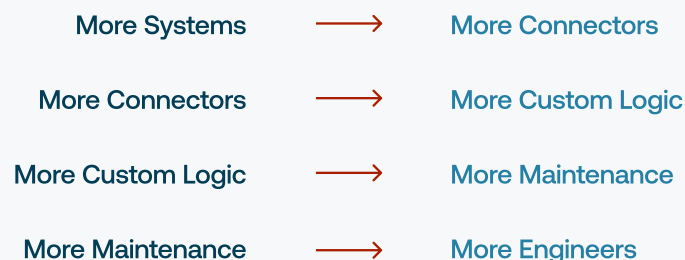 More Systems → More Connectors
More Connectors → More Custom Logic
More Custom Logic → More Maintenance
More Maintenance → More Engineers